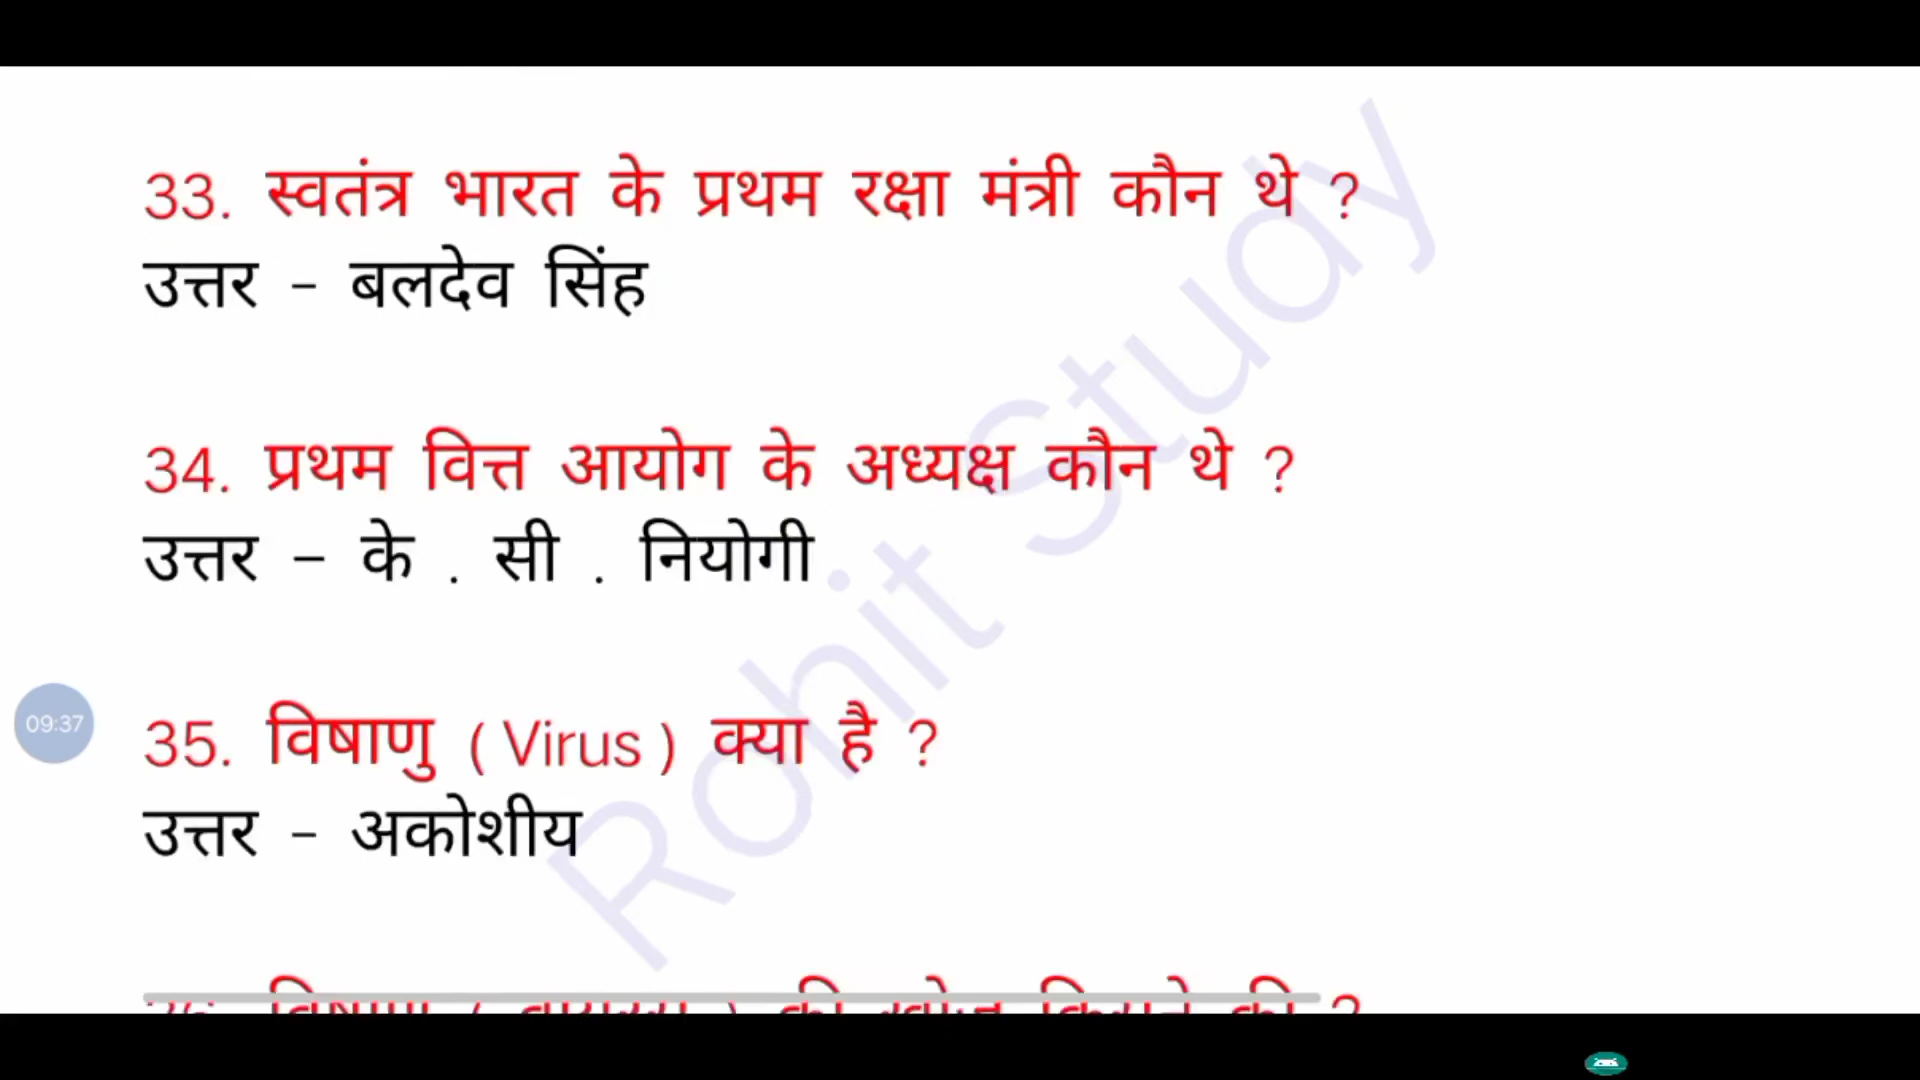 33. स्वतंत्र भारत के प्रथम रक्षा मंत्री कौन थे ?
उत्तर - बलदेव सिंह
34. प्रथम वित्त आयोग के अध्यक्ष कौन थे ?
उत्तर – के . सी . नियोगी
09:37
35. विषाणु ( Virus ) क्या है ?
उत्तर - अकोशीय
Rohit Study